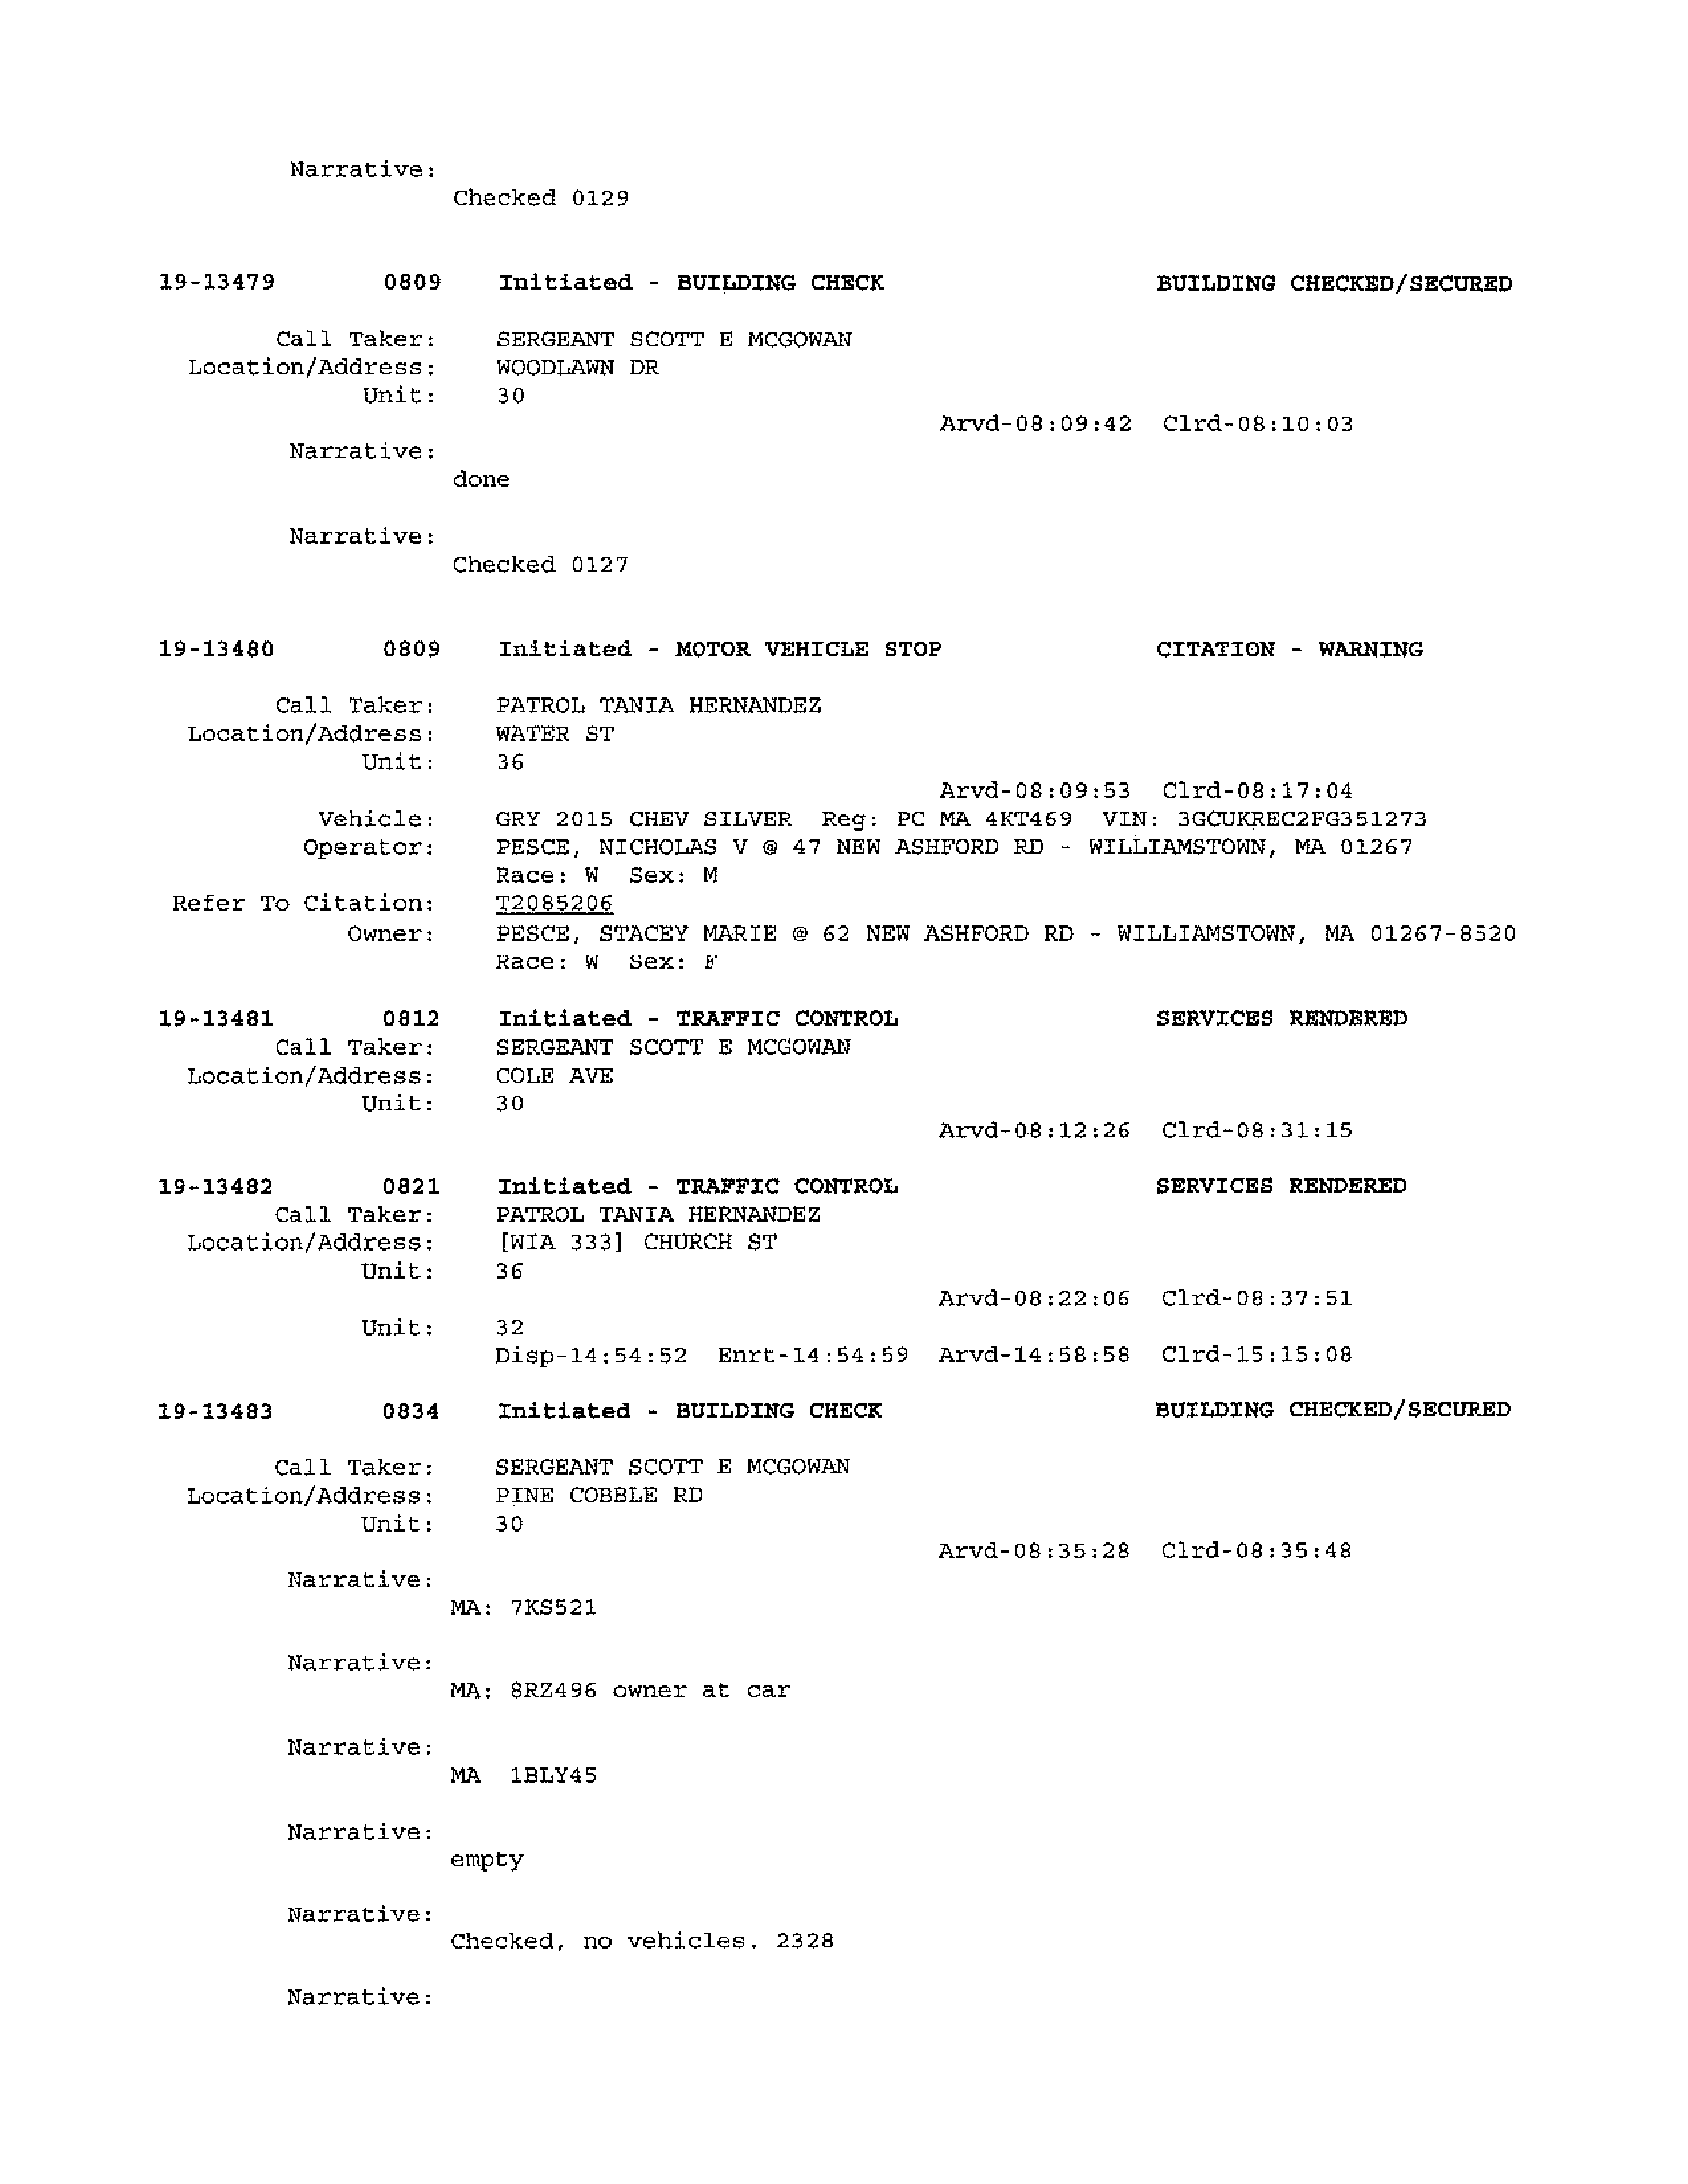 Narrative:
Checked 0129
19-13479 0809 Initiated - BUILDING CHECK BUILDING CHECKED/SECURED
Call Taker: SERGEANT SCOTT E MCGOWAN
Location/Address: WOODLAWN DR
Unit: 30
Arvd-08:09:42 Clrd-08:10:03
Narrative:
done
Narrative:
Checked 0127
19-13480 0809 Initiated - MOTOR VEHICLE STOP CITATION - WARNING
Call Taker: PATROL TANIA HERNANDEZ
Location/Address: WATER ST
Unit: 36
Arvd-08:09:53 Clrd-08:17:04
Vehicle: GRY 2015 CHEV SILVER Reg: PC MA 4KT469 VIN: 3GCUKREC2FG351273
Operator: PESCE, NICHOLAS V @ 47 NEW ASHFORD RD - WILLIAMSTOWN, MA 01267
Race: W Sex: M
Refer To Citation: T2085206
Owner: PESCE, STACEY MARIE @ 62 NEW ASHFORD RD - WILLIAMSTOWN, MA 01267-8520
Race: W Sex: F
19-13481 0812 Initiated - TRAFFIC CONTROL SERVICES RENDERED
Call Taker: SERGEANT SCOTT E MCGOWAN
Location/Address: COLE AVE
Unit: 30
Arvd-08:12:26 Clrd-08:31:15
19-13482 0821 Initiated - TRAFFIC CONTROL SERVICES RENDERED
Call Taker: PATROL TANIA HERNANDEZ
Location/Address: [WIA 333] CHURCH ST
Unit: 36
Arvd-08:22:06 Clrd-08:37:51
Unit: 32
Disp-14:54:52 Enrt-14:54:59 Arvd-14:58:58 Clrd-15:15:08
19-13483 0834 Initiated - BUILDING CHECK BUILDING CHECKED/SECURED
Call Taker: SERGEANT SCOTT E MCGOWAN
Location/Address: PINE COBBLE RD
Unit: 30
Arvd-08:35:28 Clrd-08:35:48
Narrative:
MA: 7KS521
Narrative:
MA: 8RZ496 owner at car
Narrative:
MA 1BLY45
Narrative:
empty
Narrative:
Checked, no vehicles. 2328
Narrative: